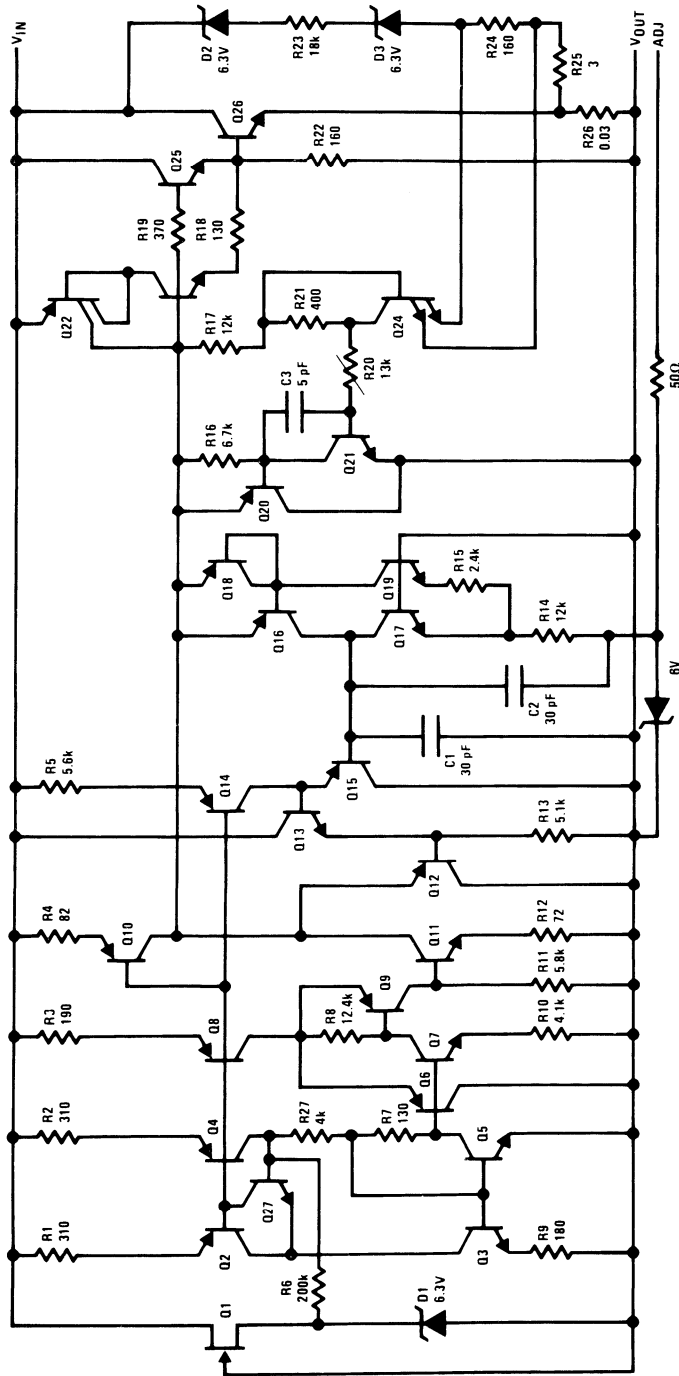 VIN
R1
310
R2
310
R3
190
R4
82
R5
5.6k
Q1
Q2
Q4
Q8
Q10
Q14
Q27
R27
4k
R6
200k
R7
130
R8
12.4k
Q9
Q6
Q7
Q3
Q5
Q11
Q12
Q13
Q15
D1
6.3V
R9
180
R10
4.1k
R11
5.8k
R12
72
R13
5.1k
C1
30 pF
C2
30 pF
Q16
Q18
Q17
Q19
R15
2.4k
R14
12k
6V
Q20
R16
6.7k
C3
5 pF
Q21
R20
13k
Q22
R17
12k
R21
400
Q24
R19
370
R18
130
Q25
Q26
R22
160
D2
6.3V
R23
18k
D3
6.3V
R24
160
R25
3
R26
0.03
50Ω
VOUT
ADJ